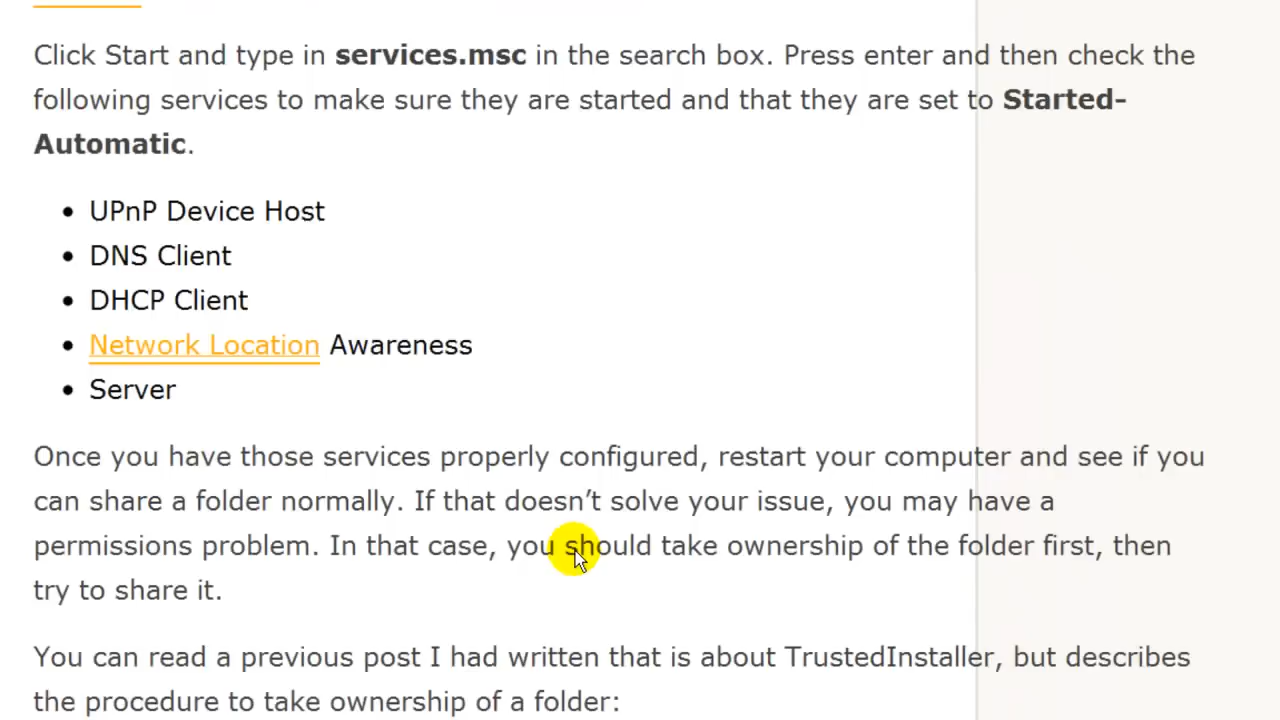 Click Start and type in services.msc in the search box. Press enter and then check the
following services to make sure they are started and that they are set to Started-
Automatic.
• UPnP Device Host
• DNS Client
• DHCP Client
• Network Location Awareness
• Server
Once you have those services properly configured, restart your computer and see if you
can share a folder normally. If that doesn’t solve your issue, you may have a
permissions problem. In that case, you should take ownership of the folder first, then
try to share it.
You can read a previous post I had written that is about TrustedInstaller, but describes
the procedure to take ownership of a folder: